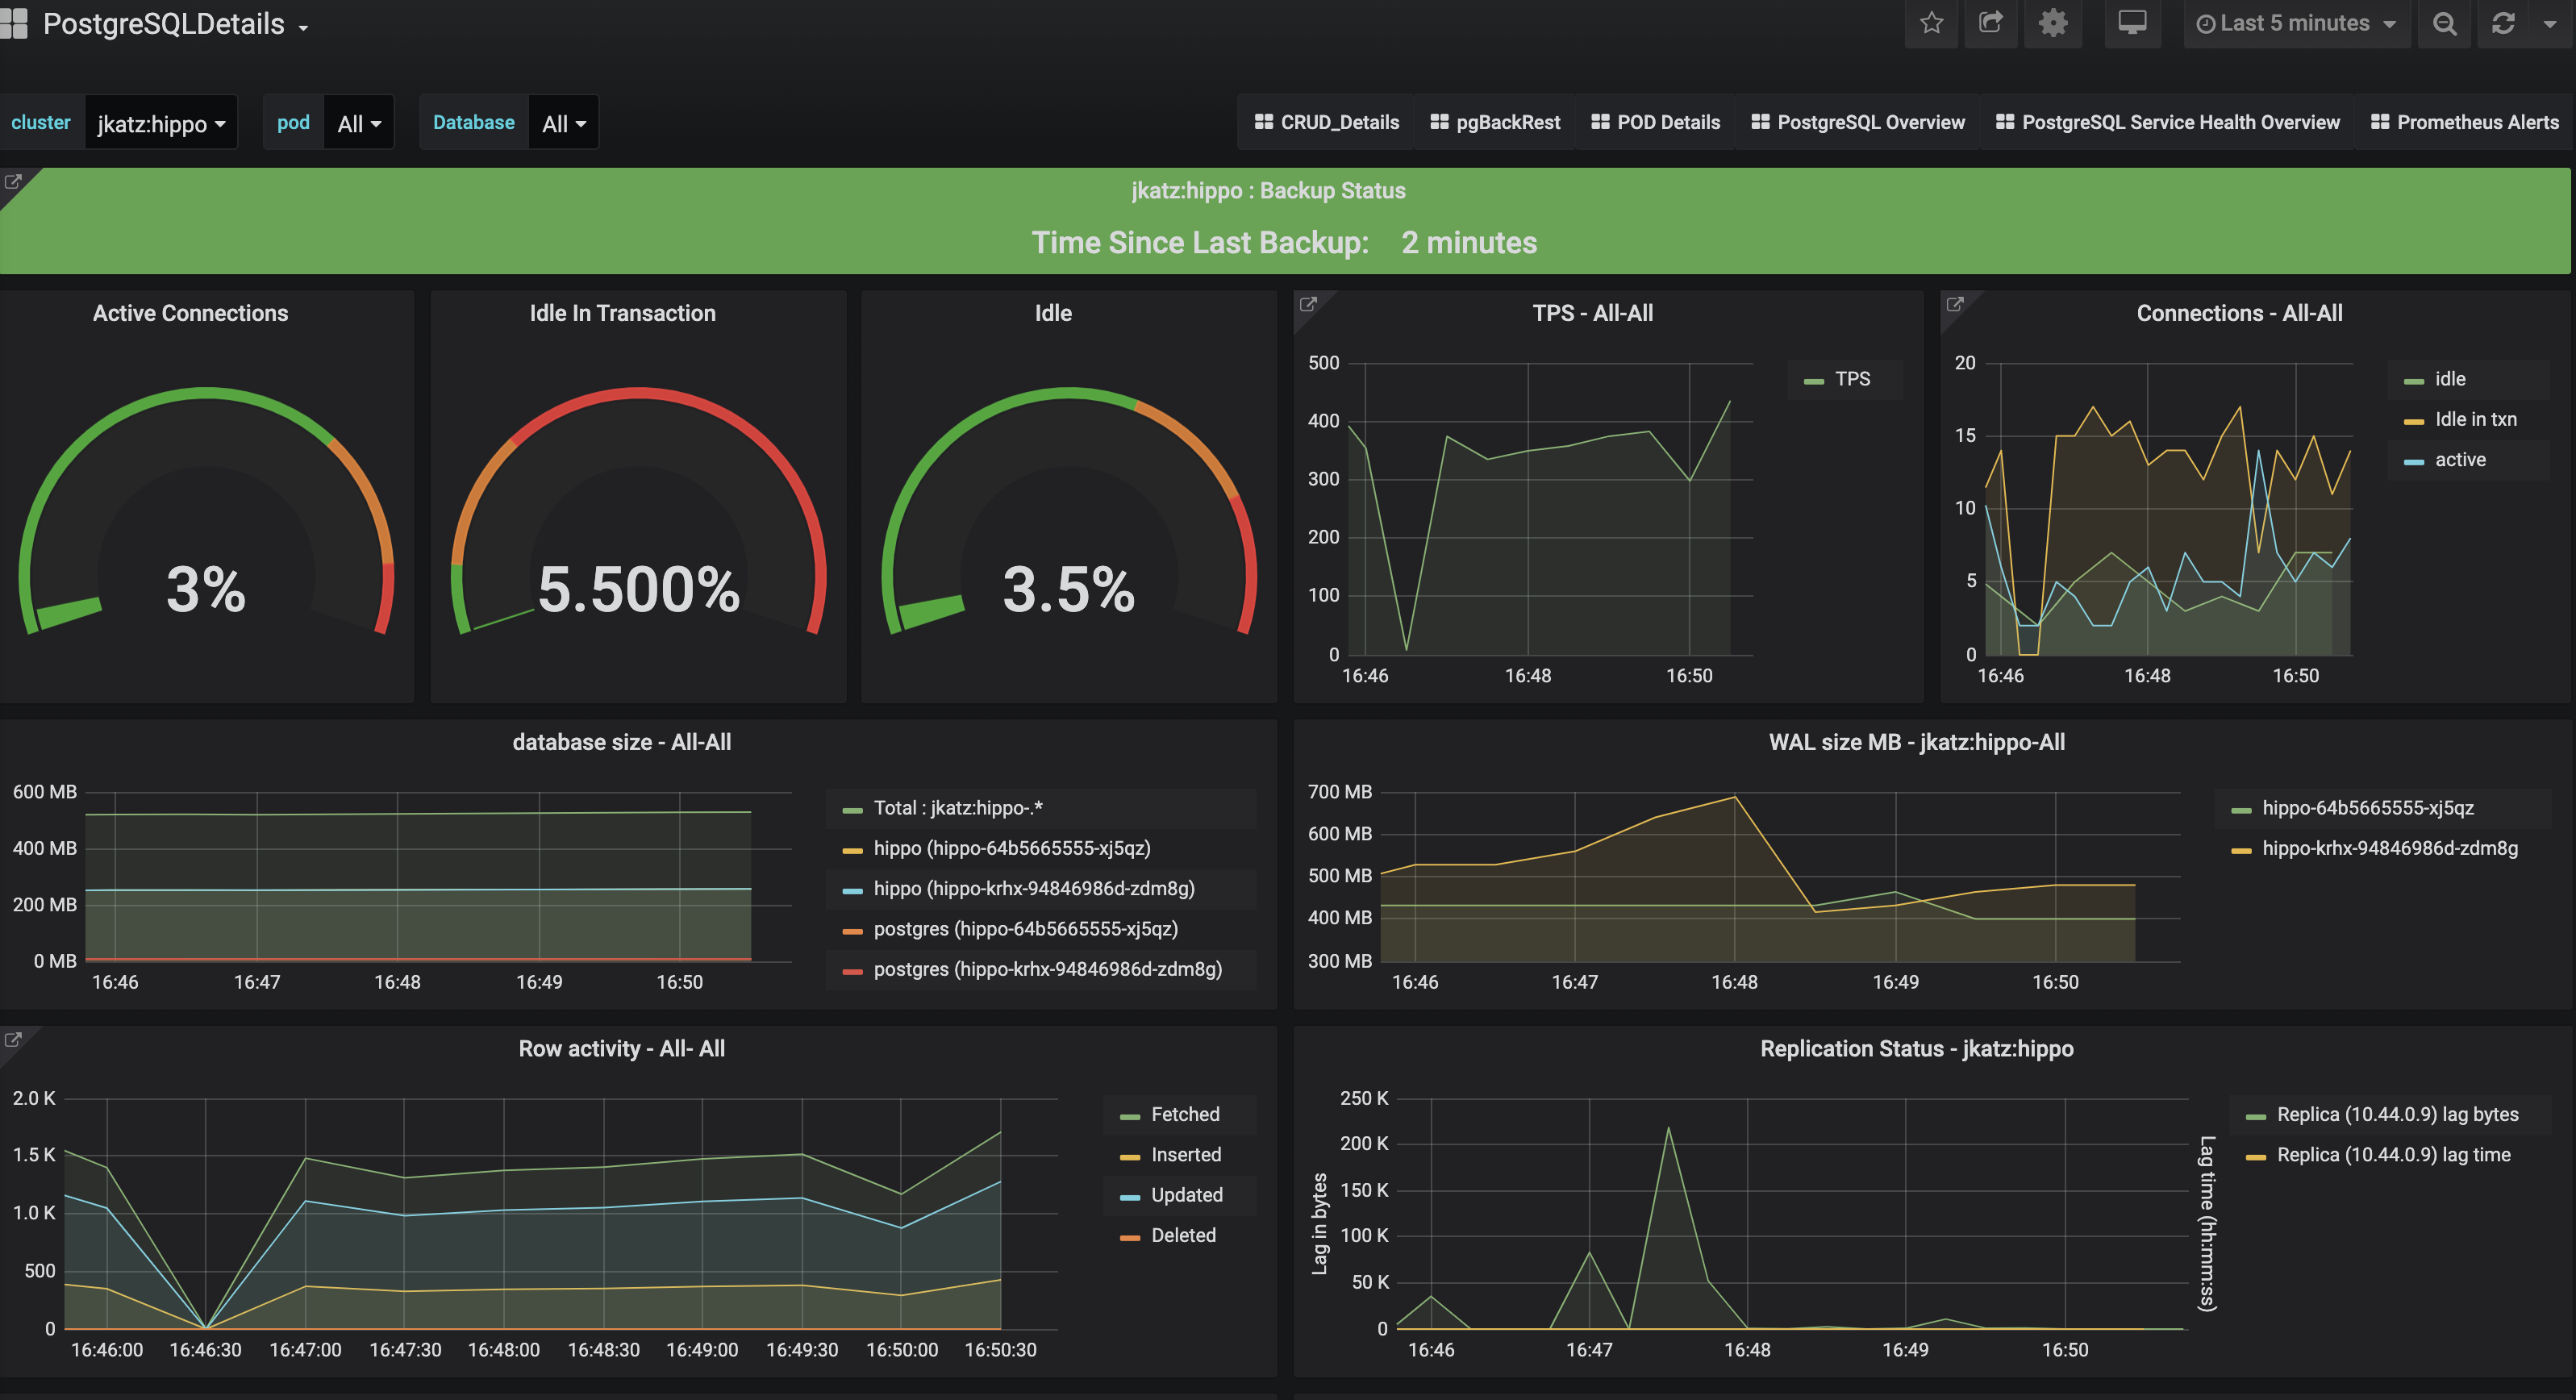 PostgreSQLDetails
Last 5 minutes
cluster jkatz:hippo pod All Database All
CRUD_Details pgBackRest POD Details PostgreSQL Overview PostgreSQL Service Health Overview Prometheus Alerts
jkatz:hippo : Backup Status
Time Since Last Backup: 2 minutes
Active Connections
3%
Idle In Transaction
5.500%
Idle
3.5%
TPS - All-All
500
400
300
200
100
0
16:46 16:48 16:50
TPS
Connections - All-All
20
15
10
5
0
16:46 16:48 16:50
idle
Idle in txn
active
database size - All-All
600 MB
400 MB
200 MB
0 MB
16:46 16:47 16:48 16:49 16:50
Total : jkatz:hippo-.*
hippo (hippo-64b5665555-xj5qz)
hippo (hippo-krhx-94846986d-zdm8g)
postgres (hippo-64b5665555-xj5qz)
postgres (hippo-krhx-94846986d-zdm8g)
WAL size MB - jkatz:hippo-All
700 MB
600 MB
500 MB
400 MB
300 MB
16:46 16:47 16:48 16:49 16:50
hippo-64b5665555-xj5qz
hippo-krhx-94846986d-zdm8g
Row activity - All- All
2.0 K
1.5 K
1.0 K
500
0
16:46:00 16:46:30 16:47:00 16:47:30 16:48:00 16:48:30 16:49:00 16:49:30 16:50:00 16:50:30
Fetched
Inserted
Updated
Deleted
Replication Status - jkatz:hippo
Lag in bytes
250 K
200 K
150 K
100 K
50 K
0
16:46 16:47 16:48 16:49 16:50
Lag time (hh:mm:ss)
Replica (10.44.0.9) lag bytes
Replica (10.44.0.9) lag time